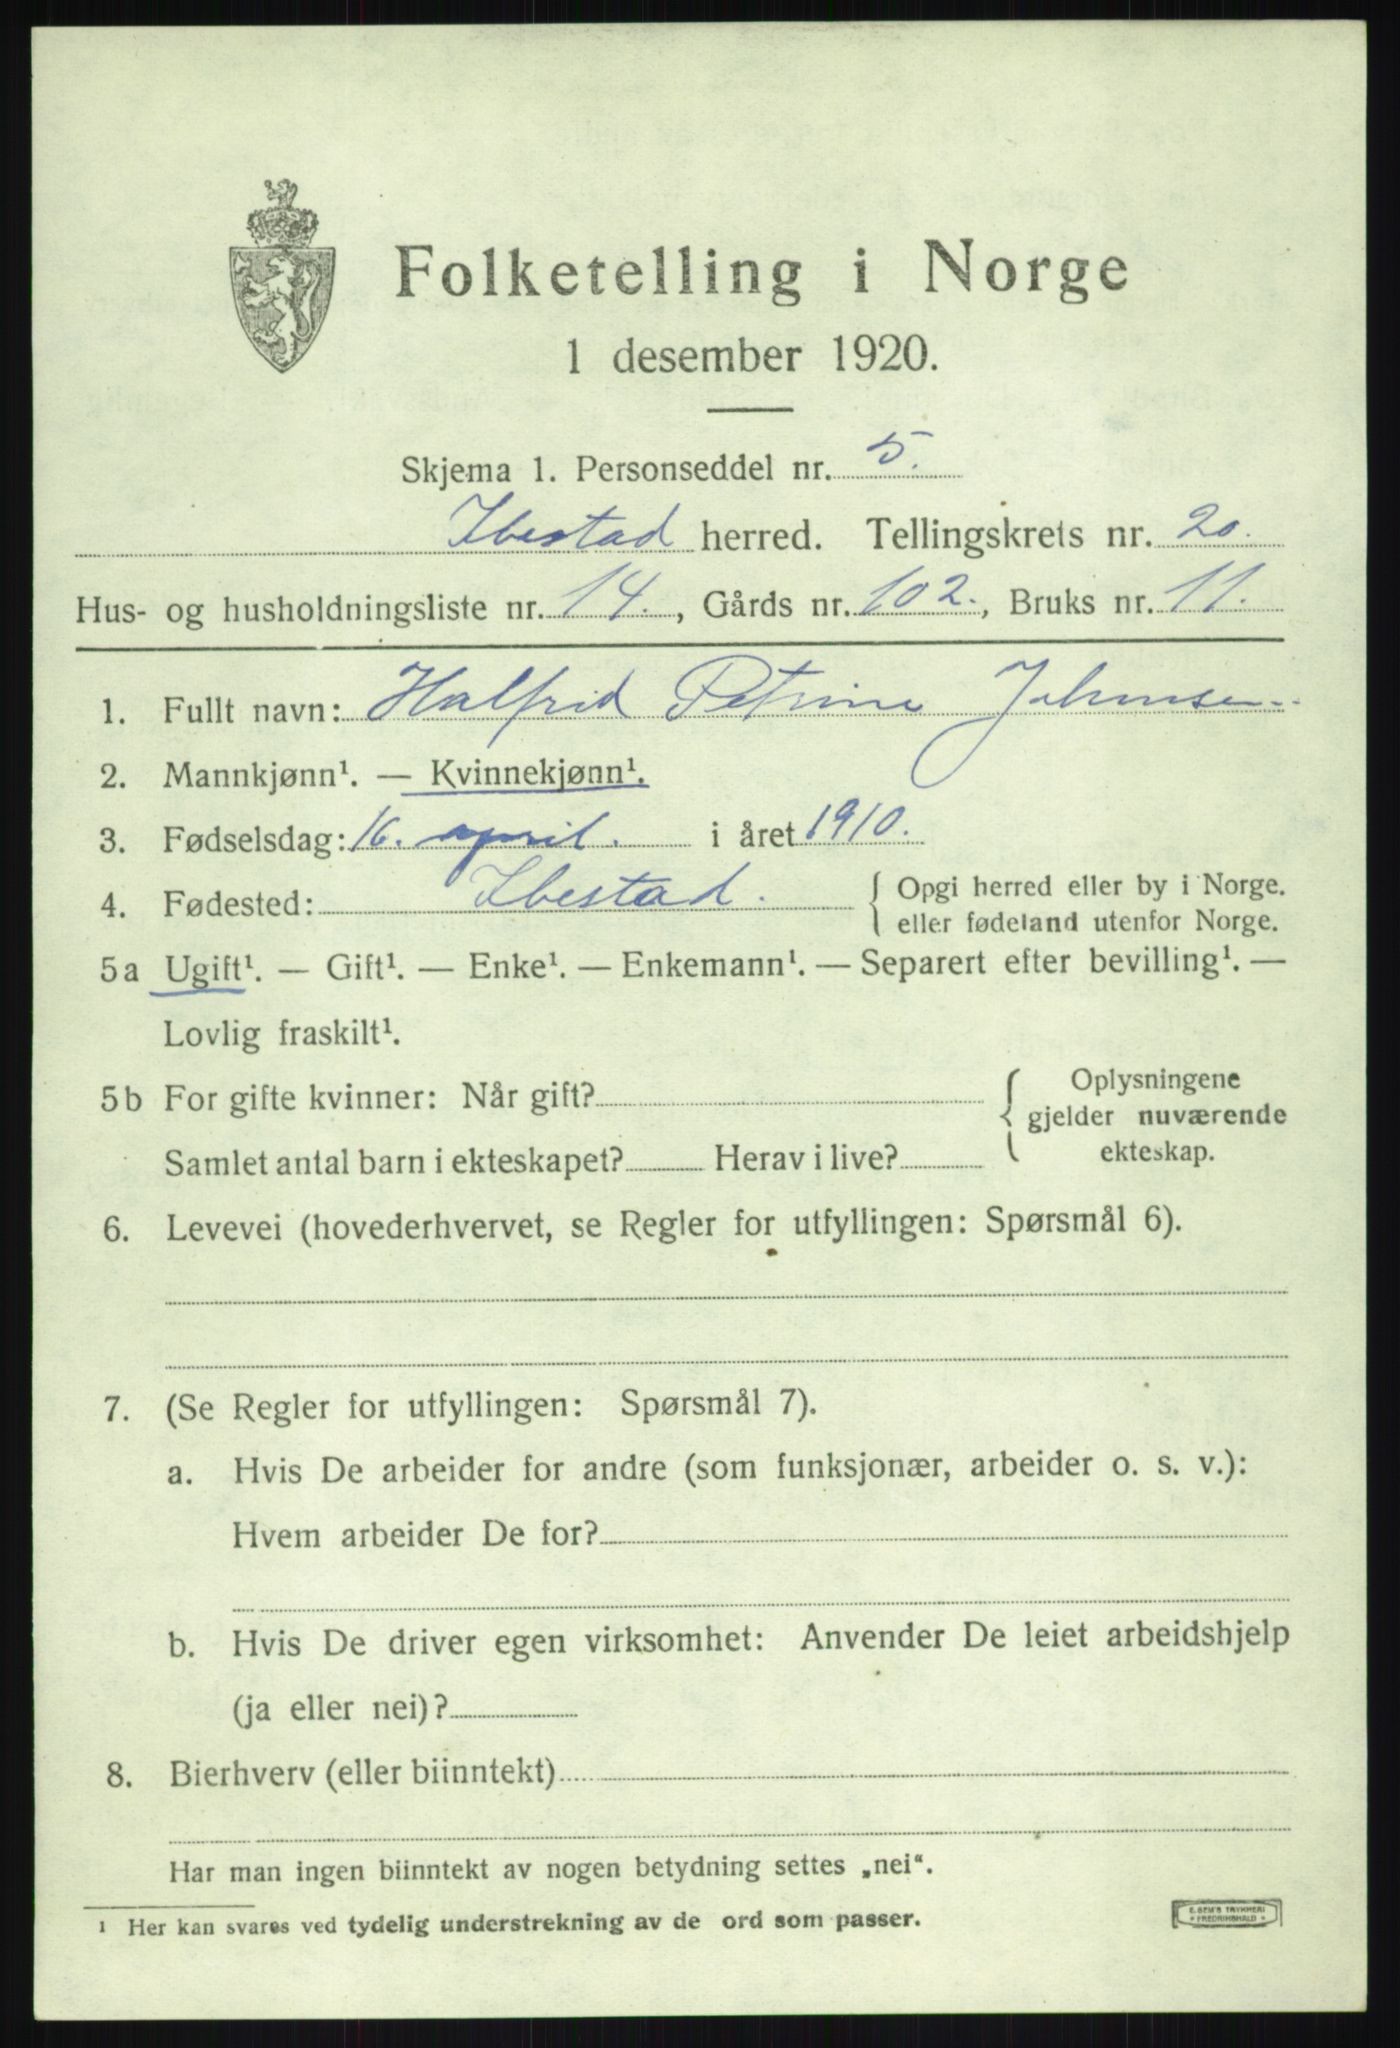 Folketelling i Norge
1 desember 1920.
Skjema 1. Personseddel nr. 5.
Ibestad herred. Tellingskrets nr. 20.
Hus- og husholdningsliste nr. 14., Gårds nr. 102., Bruks nr. 11.
1. Fullt navn: Halfrid Petrine Johnsen
2. Mannkjønn¹. — Kvinnekjønn¹.
3. Fødselsdag: 16. april. i året 1910.
4. Fødested: Ibestad. { Opgi herred eller by i Norge.
eller fødeland utenfor Norge.
5a Ugift¹. — Gift¹. — Enke¹. — Enkemann¹. — Separert efter bevilling¹. —
Lovlig fraskilt¹.
5b For gifte kvinner: Når gift?
Samlet antal barn i ekteskapet? Herav i live?
{ Oplysningene
gjelder nuværende
ekteskap.
6. Levevei (hovederhvervet, se Regler for utfyllingen: Spørsmål 6).
7. (Se Regler for utfyllingen: Spørsmål 7).
a. Hvis De arbeider for andre (som funksjonær, arbeider o. s. v.):
Hvem arbeider De for?
b. Hvis De driver egen virksomhet: Anvender De leiet arbeidshjelp
(ja eller nei)?
8. Bierhverv (eller biinntekt)
Har man ingen biinntekt av nogen betydning settes „nei“.
¹ Her kan svares ved tydelig understrekning av de ord som passer.
E. SEM'S TRYKKERI
• FREDRIKSHALD •